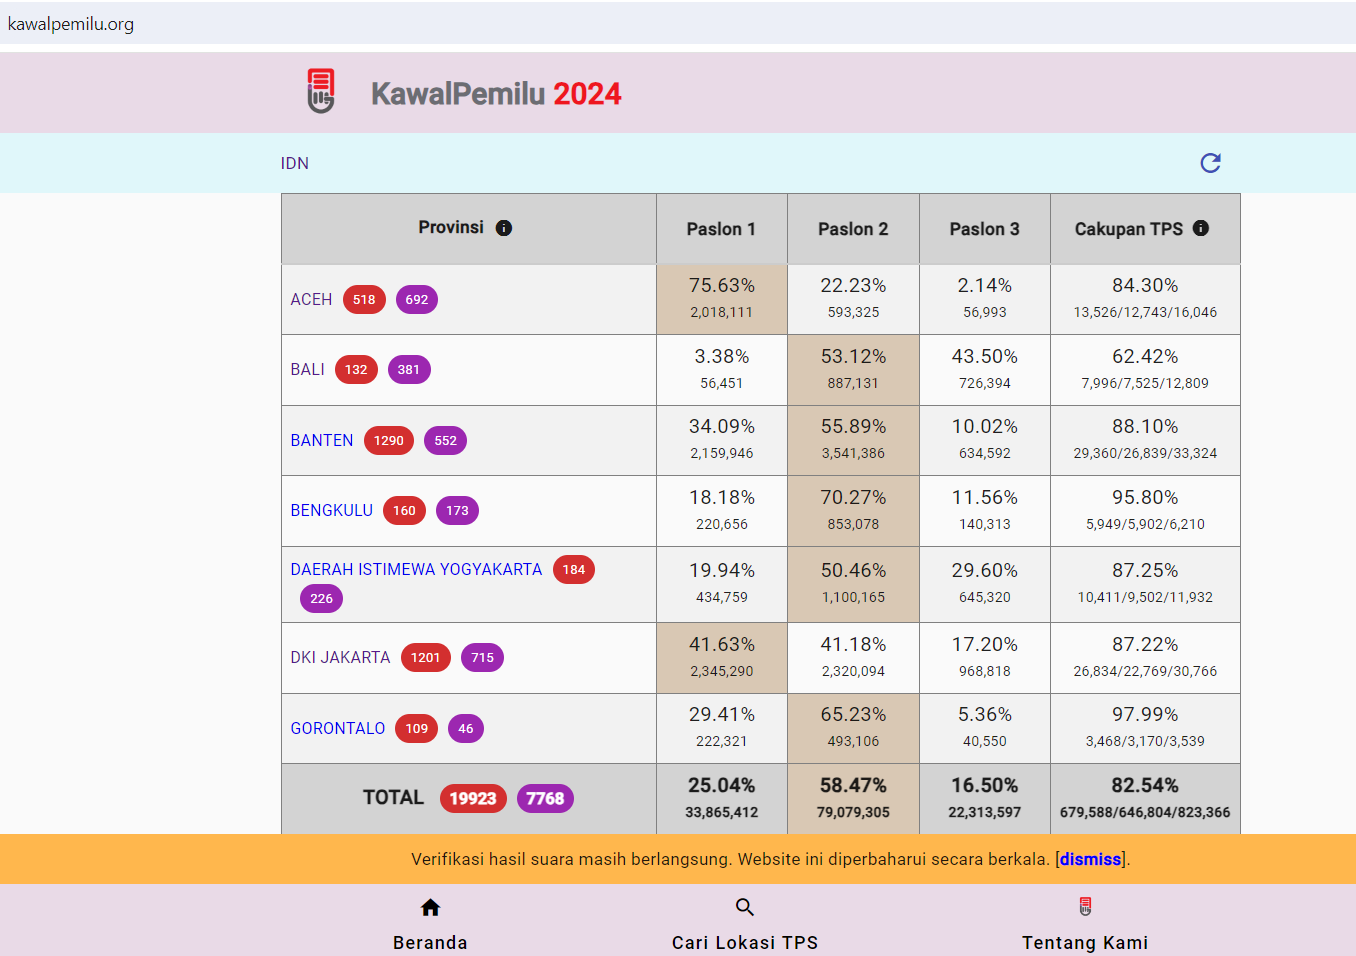 kawalpemilu.org
KawalPemilu 2024
IDN
Provinsi Paslon 1 Paslon 2 Paslon 3 Cakupan TPS
ACEH 518 692 75.63% 22.23% 2.14% 84.30%
2,018,111 593,325 56,993 13,526/12,743/16,046
BALI 132 381 3.38% 53.12% 43.50% 62.42%
56,451 887,131 726,394 7,996/7,525/12,809
BANTEN 1290 552 34.09% 55.89% 10.02% 88.10%
2,159,946 3,541,386 634,592 29,360/26,839/33,324
BENGKULU 160 173 18.18% 70.27% 11.56% 95.80%
220,656 853,078 140,313 5,949/5,902/6,210
DAERAH ISTIMEWA YOGYAKARTA 184 19.94% 50.46% 29.60% 87.25%
226 434,759 1,100,165 645,320 10,411/9,502/11,932
DKI JAKARTA 1201 715 41.63% 41.18% 17.20% 87.22%
2,345,290 2,320,094 968,818 26,834/22,769/30,766
GORONTALO 109 46 29.41% 65.23% 5.36% 97.99%
222,321 493,106 40,550 3,468/3,170/3,539
TOTAL 19923 7768 25.04% 58.47% 16.50% 82.54%
33,865,412 79,079,305 22,313,597 679,588/646,804/823,366
Verifikasi hasil suara masih berlangsung. Website ini diperbaharui secara berkala. [dismiss].
Beranda Cari Lokasi TPS Tentang Kami